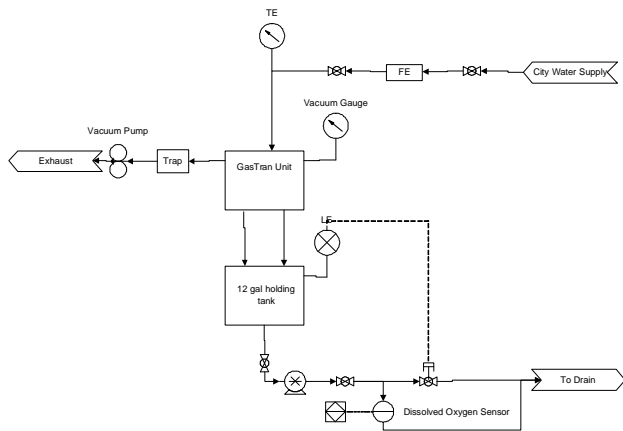 TE
FE
City Water Supply
Vacuum Gauge
Vacuum Pump
Exhaust
Trap
GasTran Unit
LE
12 gal holding
tank
To Drain
Dissolved Oxygen Sensor